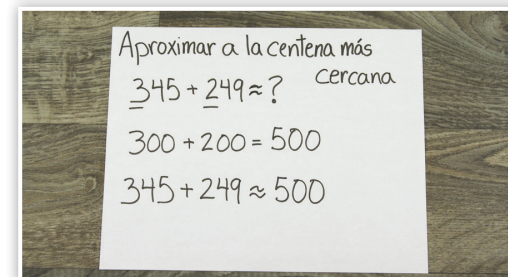 Aproximar a la centena más
cercana
345 + 249 ≈ ?
300 + 200 = 500
345 + 249 ≈ 500